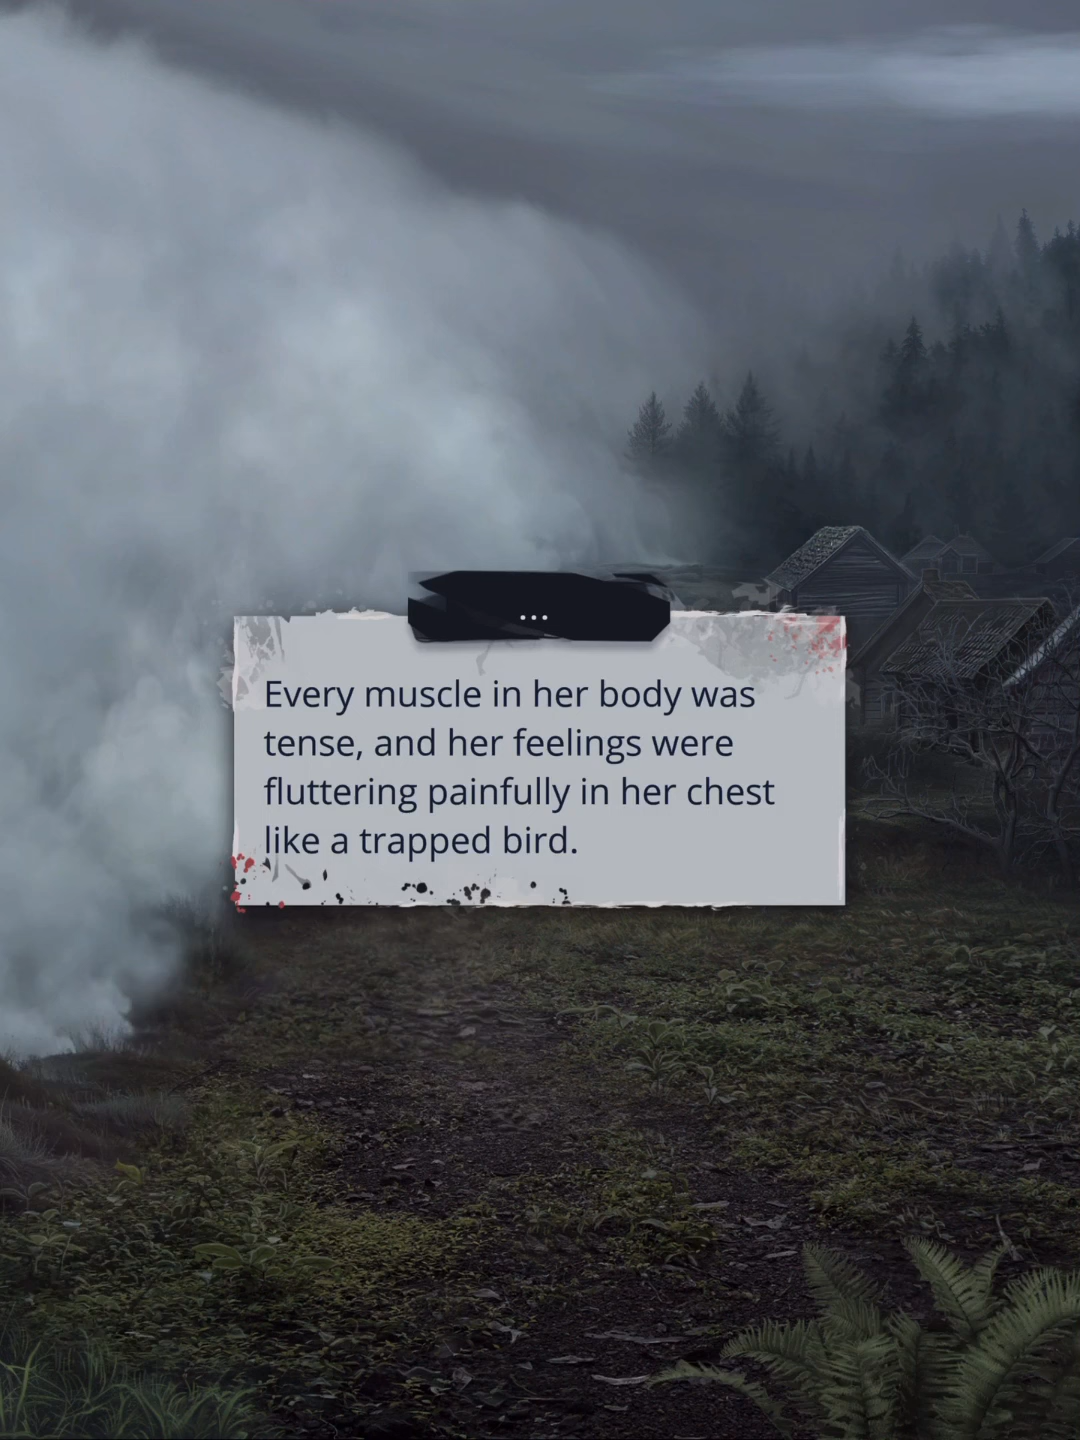 ...
Every muscle in her body was
tense, and her feelings were
fluttering painfully in her chest
like a trapped bird.